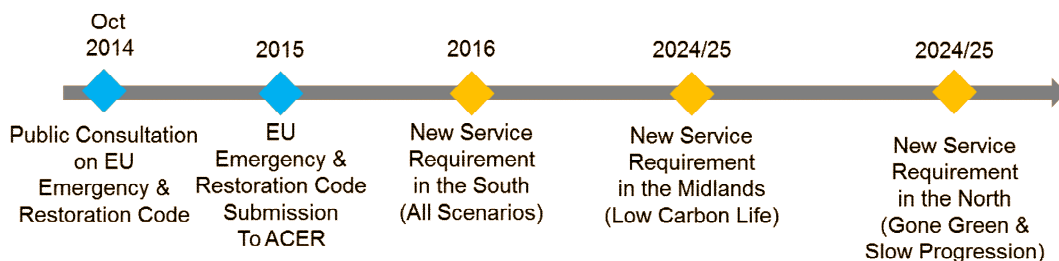 Oct
2014
Public Consultation
on EU
Emergency &
Restoration Code
2015
EU
Emergency &
Restoration Code
Submission
To ACER
2016
New Service
Requirement
in the South
(All Scenarios)
2024/25
New Service
Requirement
in the Midlands
(Low Carbon Life)
2024/25
New Service
Requirement
in the North
(Gone Green &
Slow Progression)